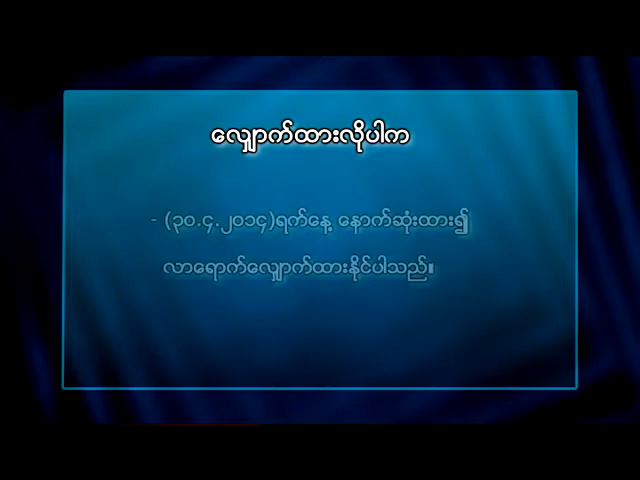 လျှောက်ထားလိုပါက
- (၃၀.၄.၂၀၁၄)ရက်နေ့ နောက်ဆုံးထား၍
လာရောက်လျှောက်ထားနိုင်ပါသည်။